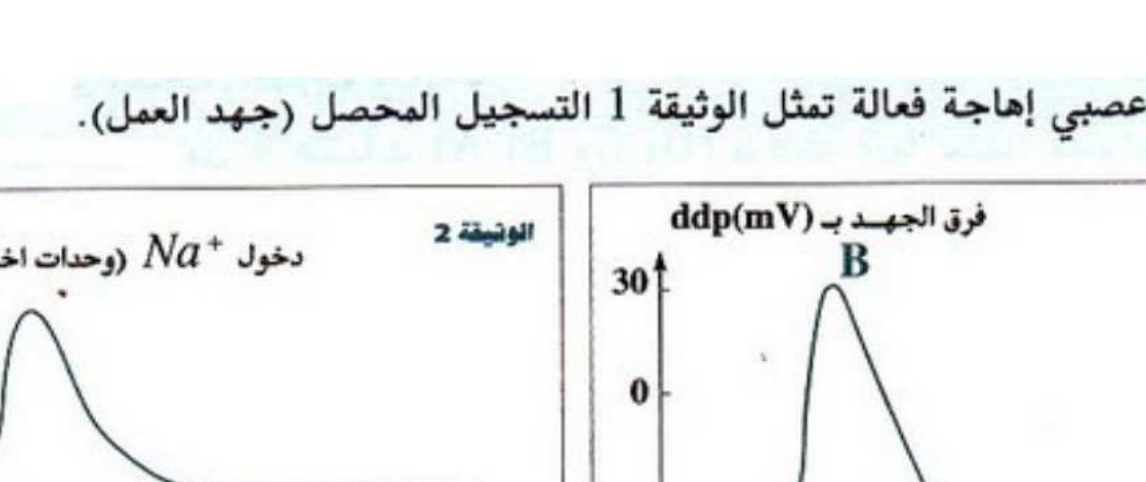 عصبي إهاجة فعالة تمثل الوثيقة 1 التسجيل المحصل (جهد العمل).
فرق الجهد بـ ddp(mV)
B
30
0
الوثيقة 2
دخول Na⁺ (وحدات